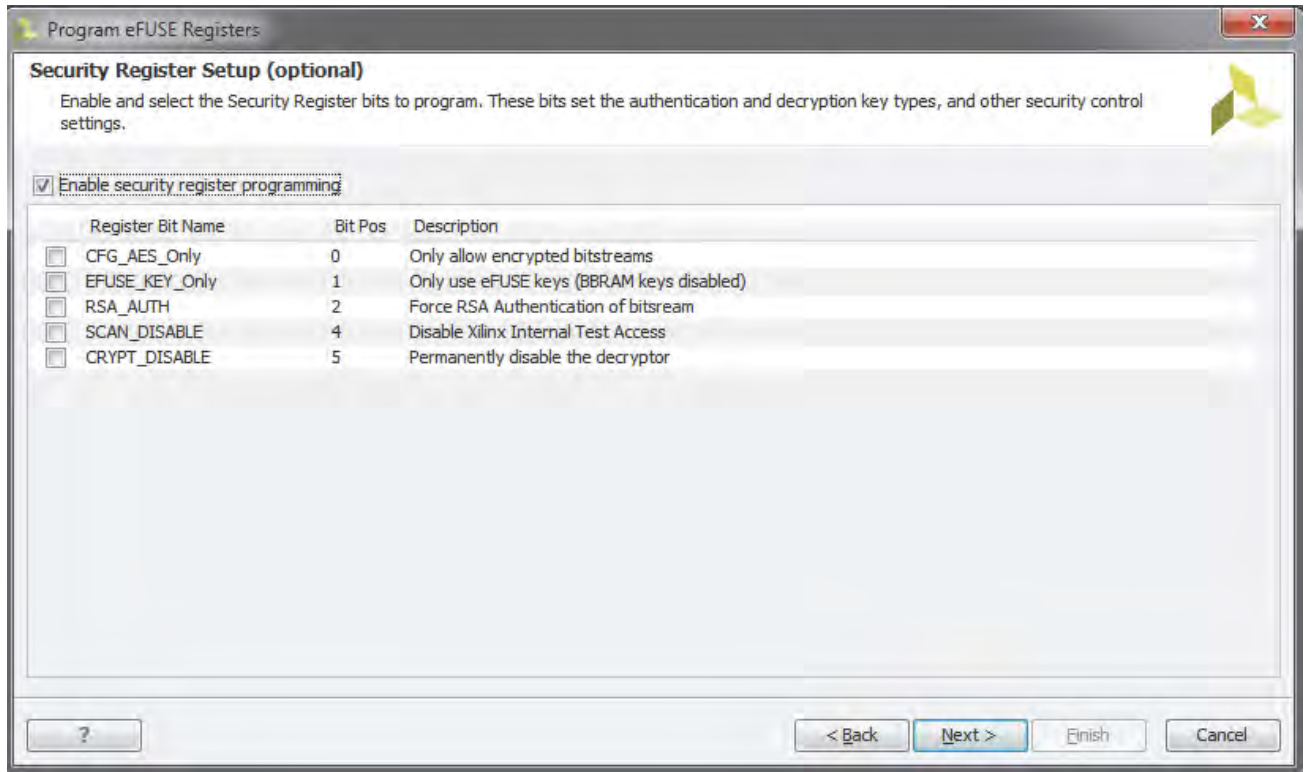 Program eFUSE Registers
Security Register Setup (optional)
Enable and select the Security Register bits to program. These bits set the authentication and decryption key types, and other security control
settings.
Enable security register programming
Register Bit Name Bit Pos Description
CFG_AES_Only 0 Only allow encrypted bitstreams
EFUSE_KEY_Only 1 Only use eFUSE keys (BBRAM keys disabled)
RSA_AUTH 2 Force RSA Authentication of bitsream
SCAN_DISABLE 4 Disable Xilinx Internal Test Access
CRYPT_DISABLE 5 Permanently disable the decryptor
? < Back Next > Finish Cancel